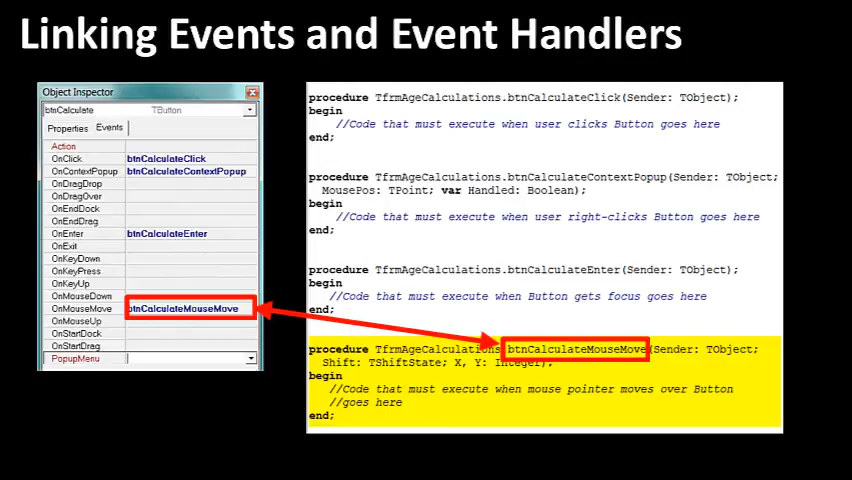 Linking Events and Event Handlers
Object Inspector
btnCalculate TButton
Properties Events
Action
OnClick btnCalculateClick
OnContextPopup btnCalculateContextPopup
OnDragDrop
OnDragOver
OnEndDock
OnEndDrag
OnEnter btnCalculateEnter
OnExit
OnKeyDown
OnKeyPress
OnKeyUp
OnMouseDown
OnMouseMove btnCalculateMouseMove
OnMouseUp
OnStartDock
OnStartDrag
PopupMenu
procedure TfrmAgeCalculations.btnCalculateClick(Sender: TObject);
begin
//Code that must execute when user clicks Button goes here
end;
procedure TfrmAgeCalculations.btnCalculateContextPopup(Sender: TObject;
MousePos: TPoint; var Handled: Boolean);
begin
//Code that must execute when user right-clicks Button goes here
end;
procedure TfrmAgeCalculations.btnCalculateEnter(Sender: TObject);
begin
//Code that must execute when Button gets focus goes here
end;
procedure TfrmAgeCalculations.btnCalculateMouseMove(Sender: TObject;
Shift: TShiftState; X, Y: Integer);
begin
//Code that must execute when mouse pointer moves over Button
//goes here
end;